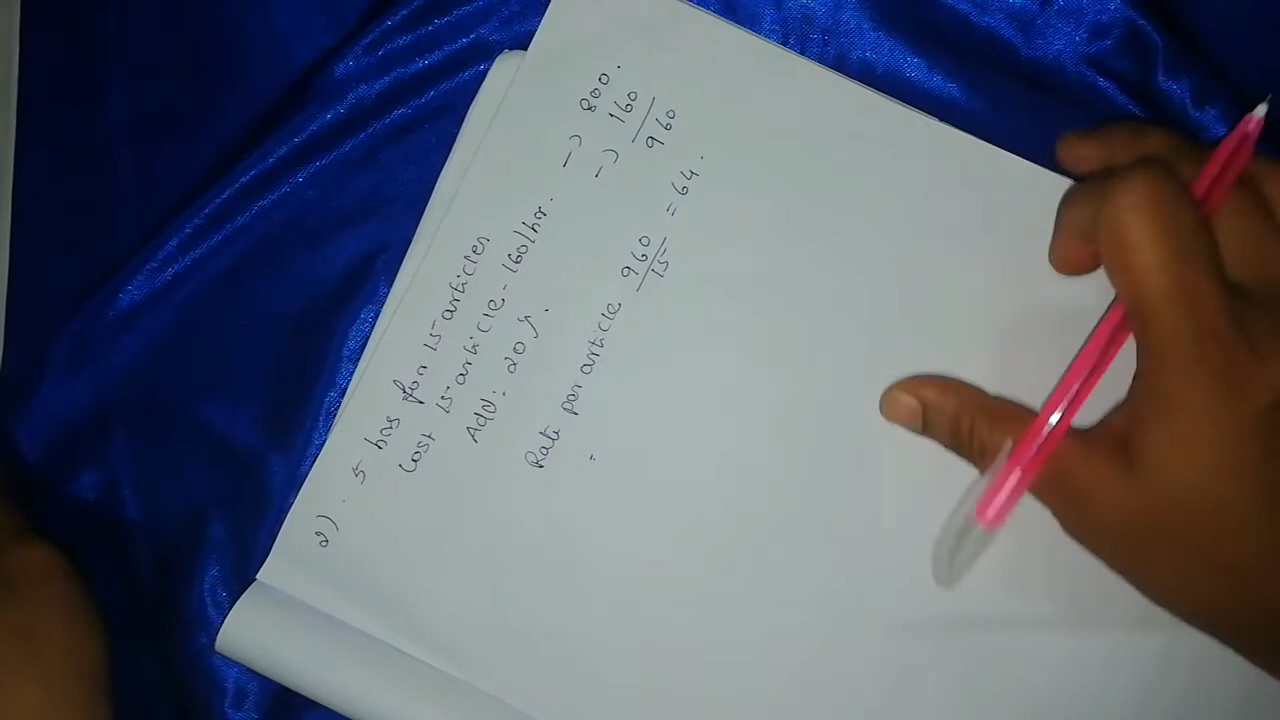 2). 5 hrs for 15 articles
Cost 15 article - 160/hr. -> 800.
Add: 20%. -> 160
960
Rate per article 960/15 = 64.
=